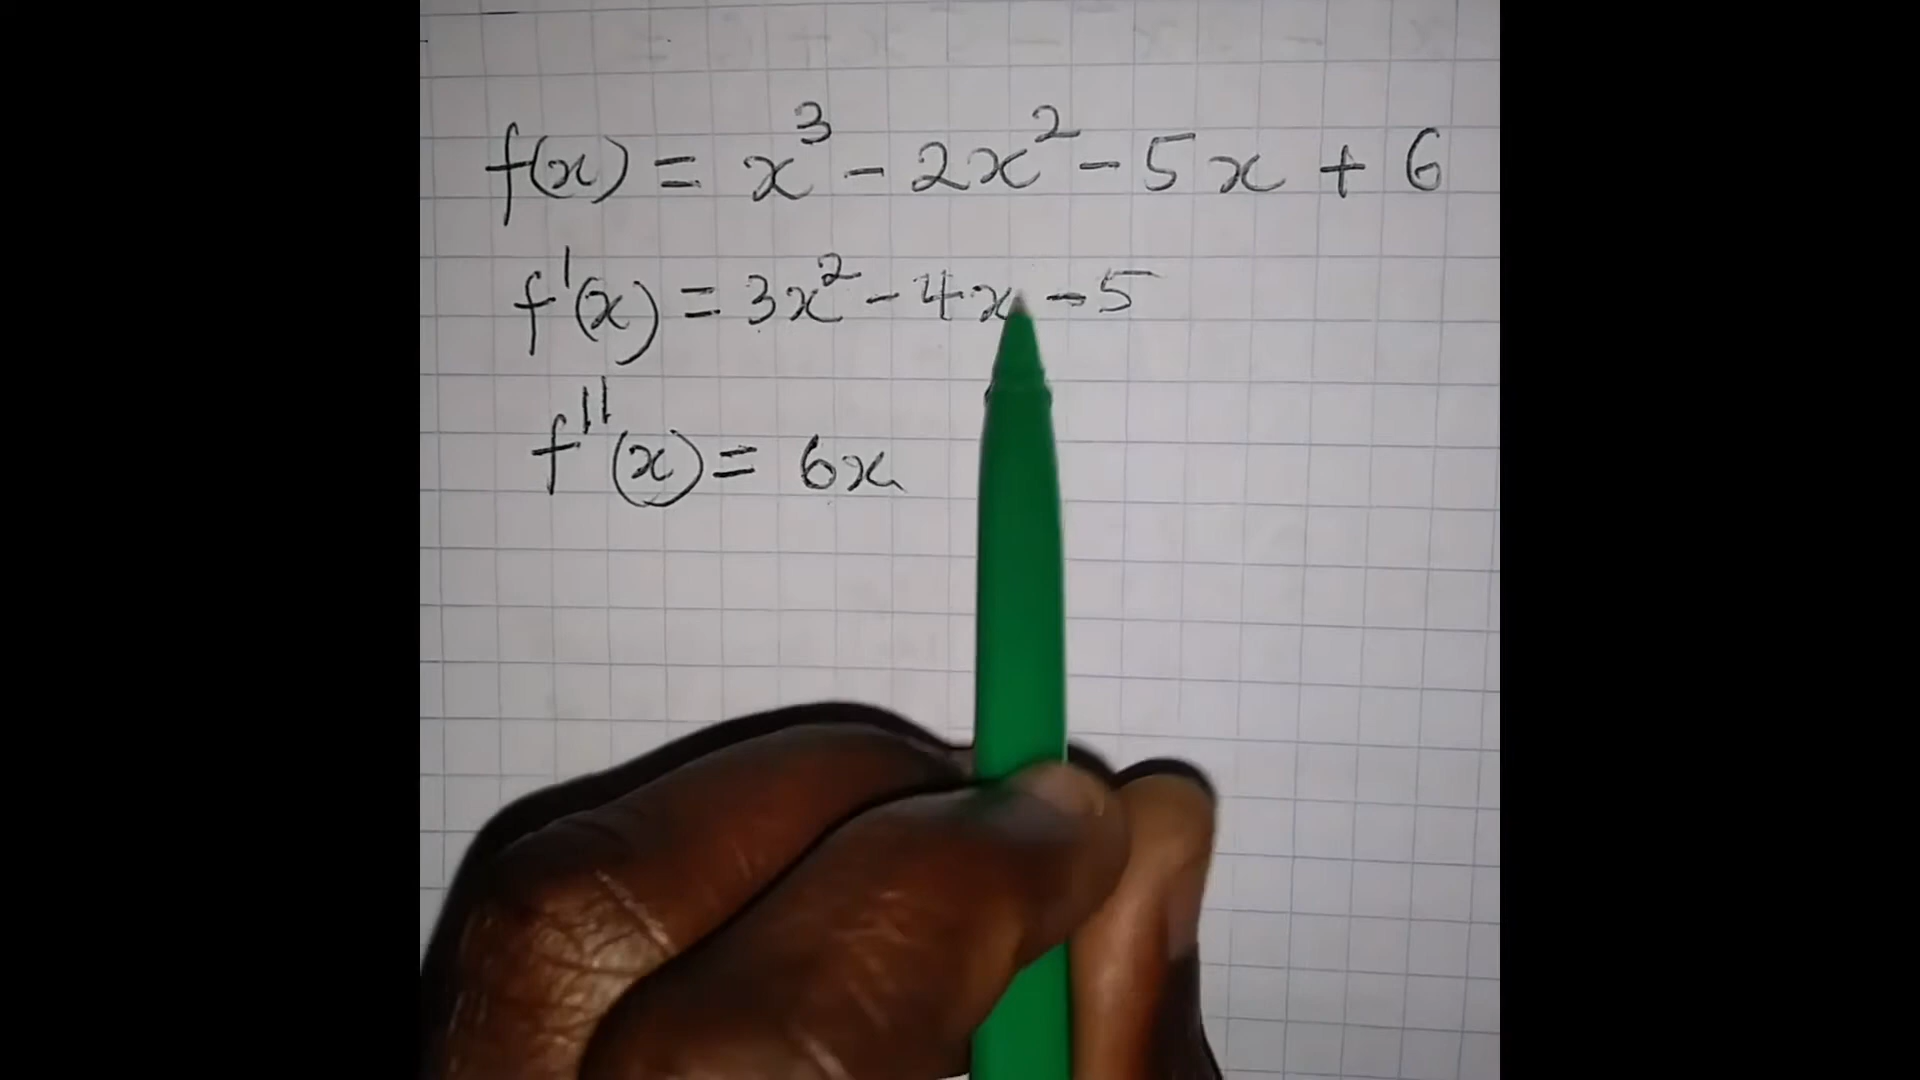 f(x) = x³ - 2x² - 5x + 6
f'(x) = 3x² - 4x - 5
f''(x) = 6x